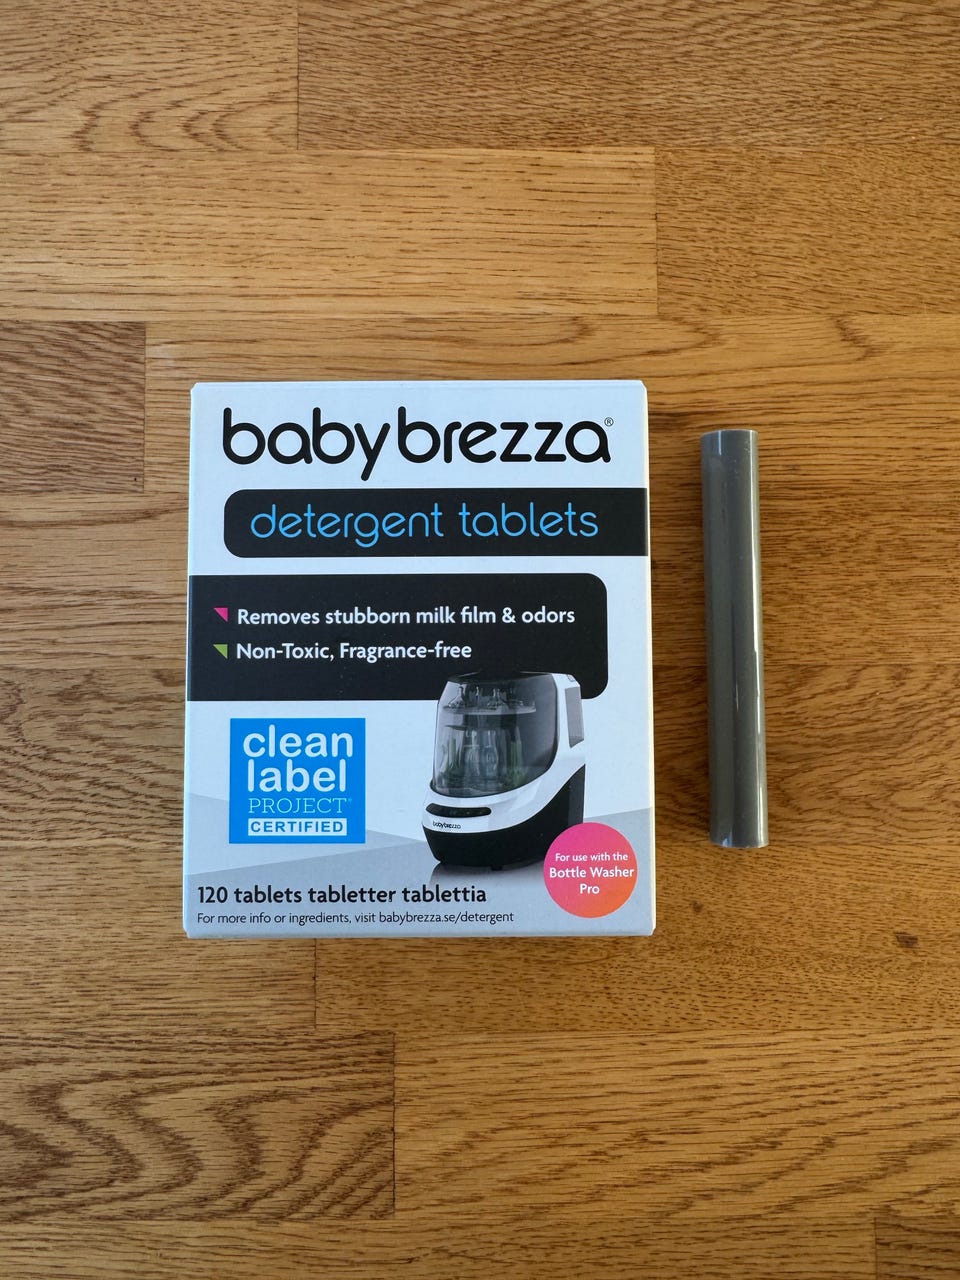 babybrezza®
detergent tablets
Removes stubborn milk film & odors
Non-Toxic, Fragrance-free
clean
label
PROJECT®
CERTIFIED
babybrezza
For use with the
Bottle Washer
Pro
120 tablets tabletter tablettia
For more info or ingredients, visit babybrezza.se/detergent